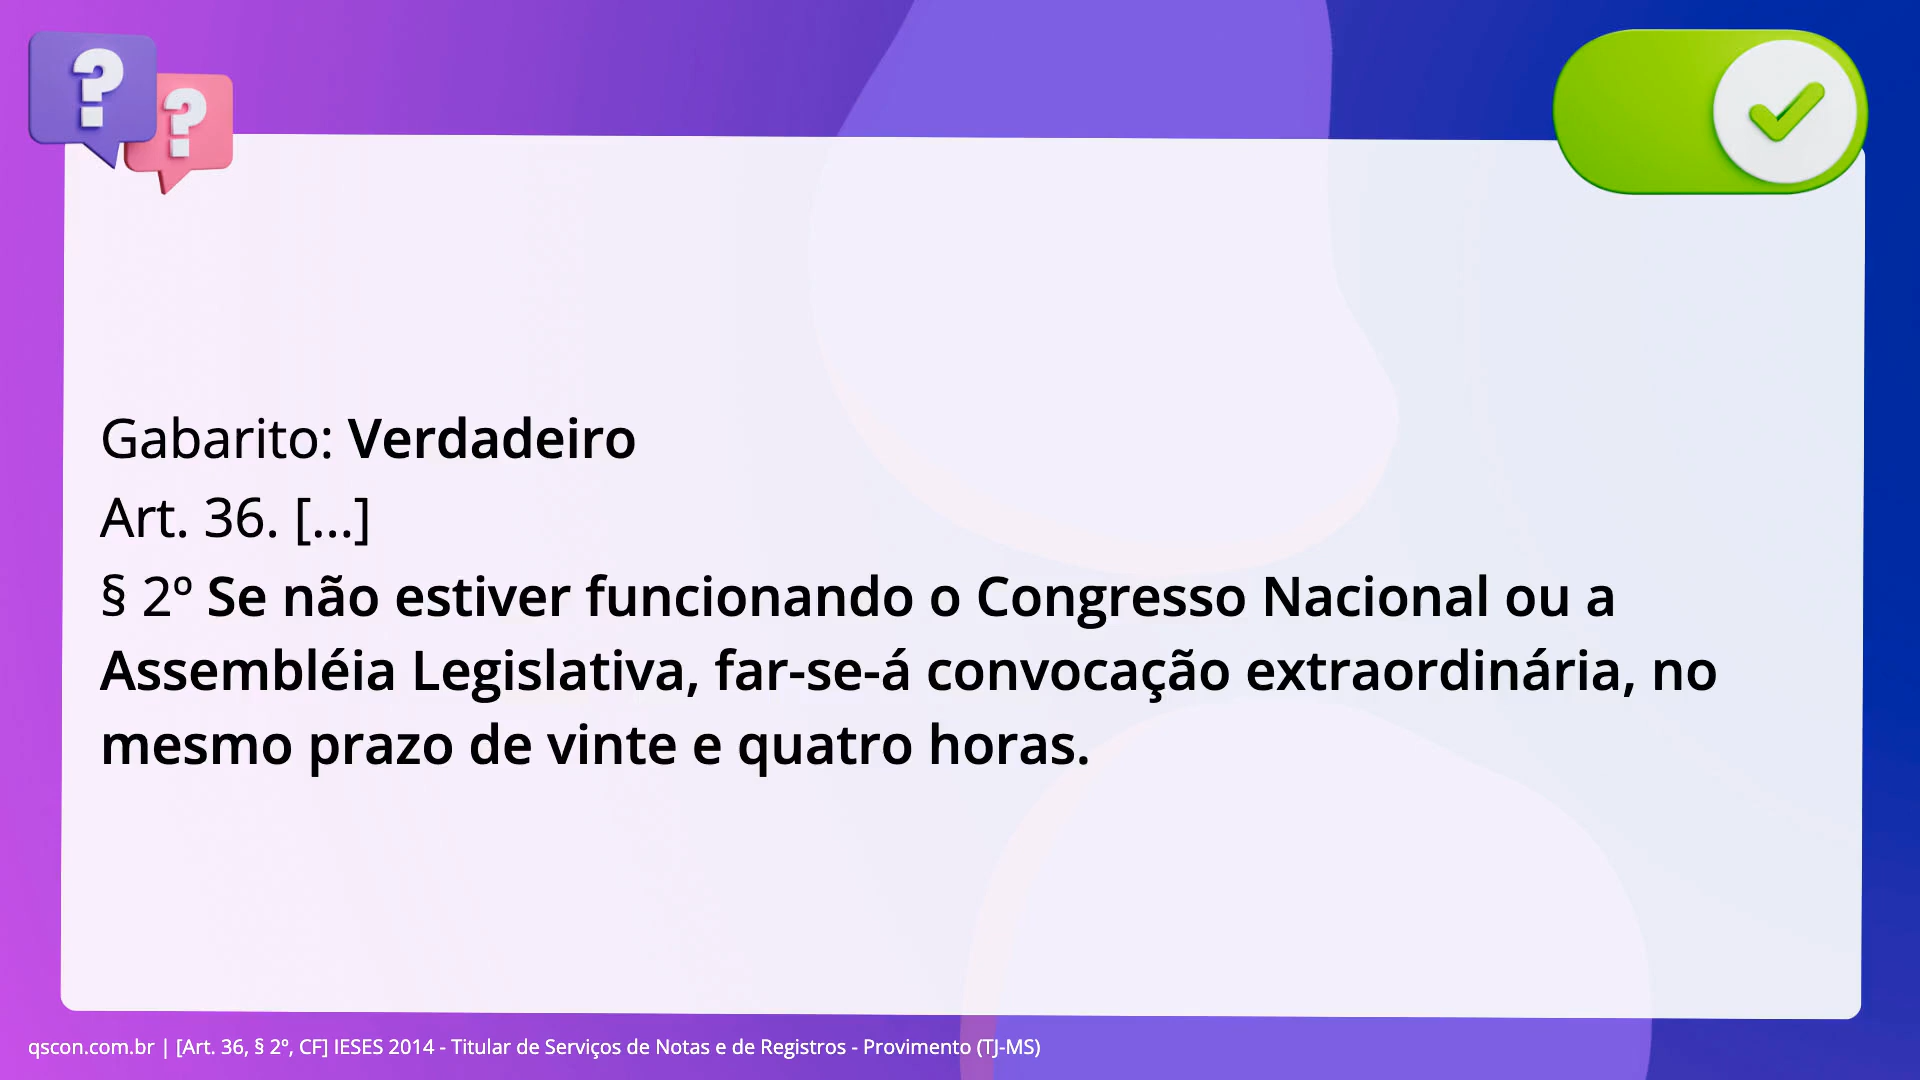 ?
?
Gabarito: Verdadeiro
Art. 36. [...]
§ 2º Se não estiver funcionando o Congresso Nacional ou a
Assembléia Legislativa, far-se-á convocação extraordinária, no
mesmo prazo de vinte e quatro horas.
qscon.com.br | [Art. 36, § 2º, CF] IESES 2014 - Titular de Serviços de Notas e de Registros - Provimento (TJ-MS)